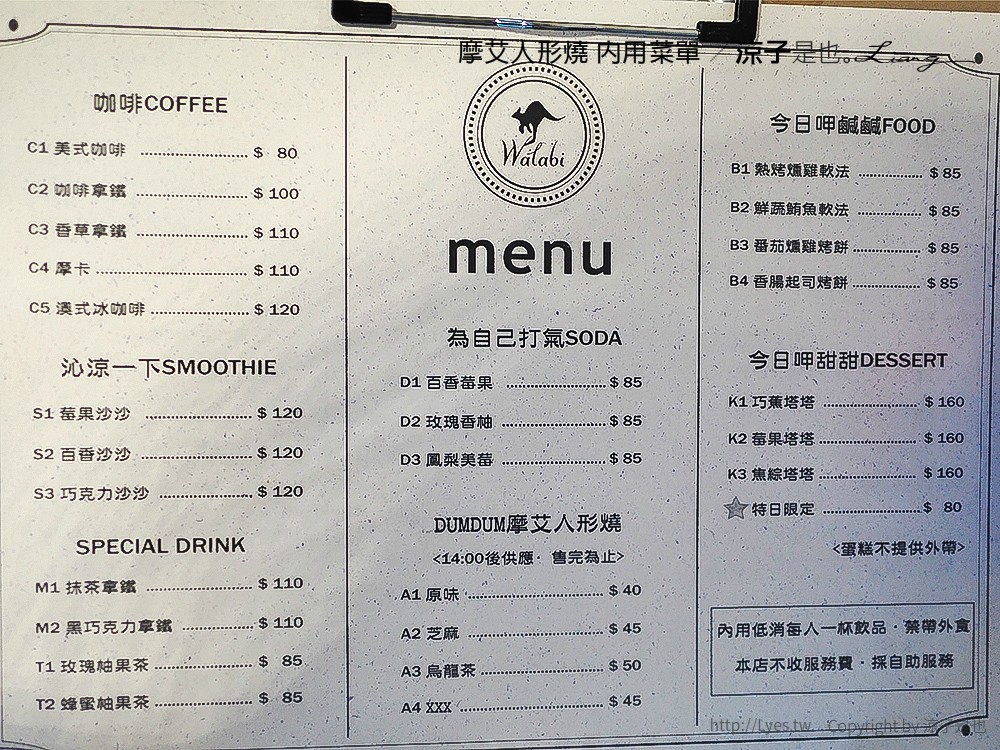 摩艾人形燒 內用菜單 / 涼子是也。Liang
咖啡COFFEE
C1 美式咖啡 $ 80
C2 咖啡拿鐵 $ 100
C3 香草拿鐵 $ 110
C4 摩卡 $ 110
C5 澳式冰咖啡 $ 120
沁涼一下SMOOTHIE
S1 莓果沙沙 $ 120
S2 百香沙沙 $ 120
S3 巧克力沙沙 $ 120
SPECIAL DRINK
M1 抹茶拿鐵 $ 110
M2 黑巧克力拿鐵 $ 110
T1 玫瑰柚果茶 $ 85
T2 蜂蜜柚果茶 $ 85
Walabi
menu
為自己打氣SODA
D1 百香莓果 $ 85
D2 玫瑰香柚 $ 85
D3 鳳梨美莓 $ 85
DUMDUM摩艾人形燒
<14:00後供應· 售完為止>
A1 原味 $ 40
A2 芝麻 $ 45
A3 烏龍茶 $ 50
A4 XXX $ 45
今日呷鹹鹹FOOD
B1 熱烤燻雞軟法 $ 85
B2 鮮蔬鮪魚軟法 $ 85
B3 番茄燻雞烤餅 $ 85
B4 香腸起司烤餅 $ 85
今日呷甜甜DESSERT
K1 巧蕉塔塔 $ 160
K2 莓果塔塔 $ 160
K3 焦綜塔塔 $ 160
特日限定 $ 80
<蛋糕不提供外帶>
內用低消每人一杯飲品·禁帶外食
本店不收服務費·採自助服務
http://Lyes.tw Copyright by 涼子是也